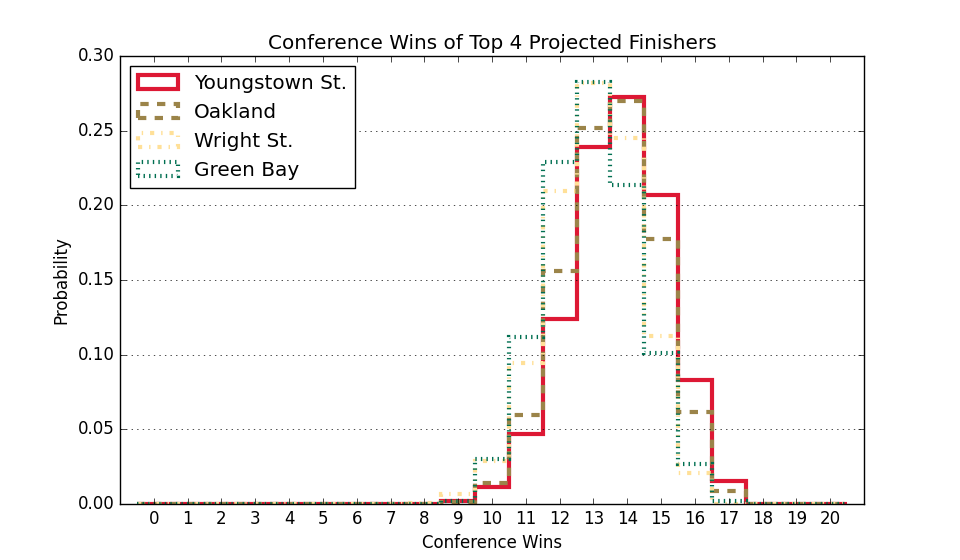 Conference Wins of Top 4 Projected Finishers
0.30
0.25
0.20
0.15
0.10
0.05
0.00
Probability
Youngstown St.
Oakland
Wright St.
Green Bay
0 1 2 3 4 5 6 7 8 9 10 11 12 13 14 15 16 17 18 19 20
Conference Wins